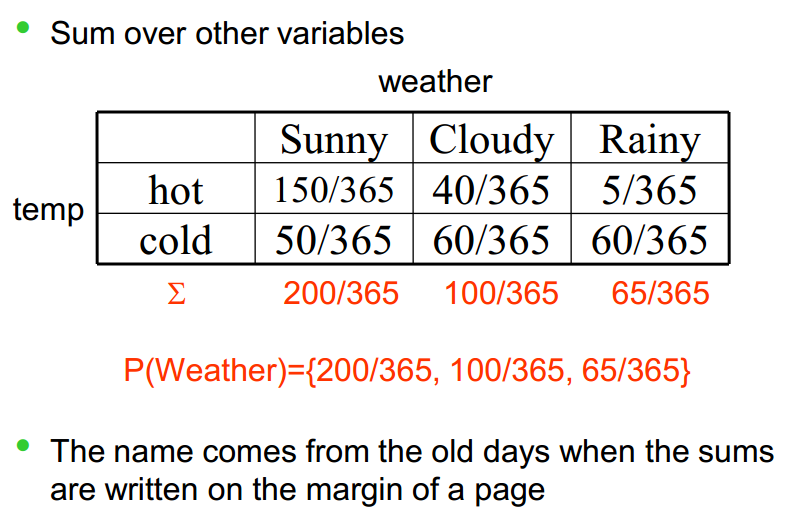 • Sum over other variables
weather
Sunny Cloudy Rainy
temp
hot 150/365 40/365 5/365
cold 50/365 60/365 60/365
Σ 200/365 100/365 65/365
P(Weather)={200/365, 100/365, 65/365}
• The name comes from the old days when the sums
are written on the margin of a page